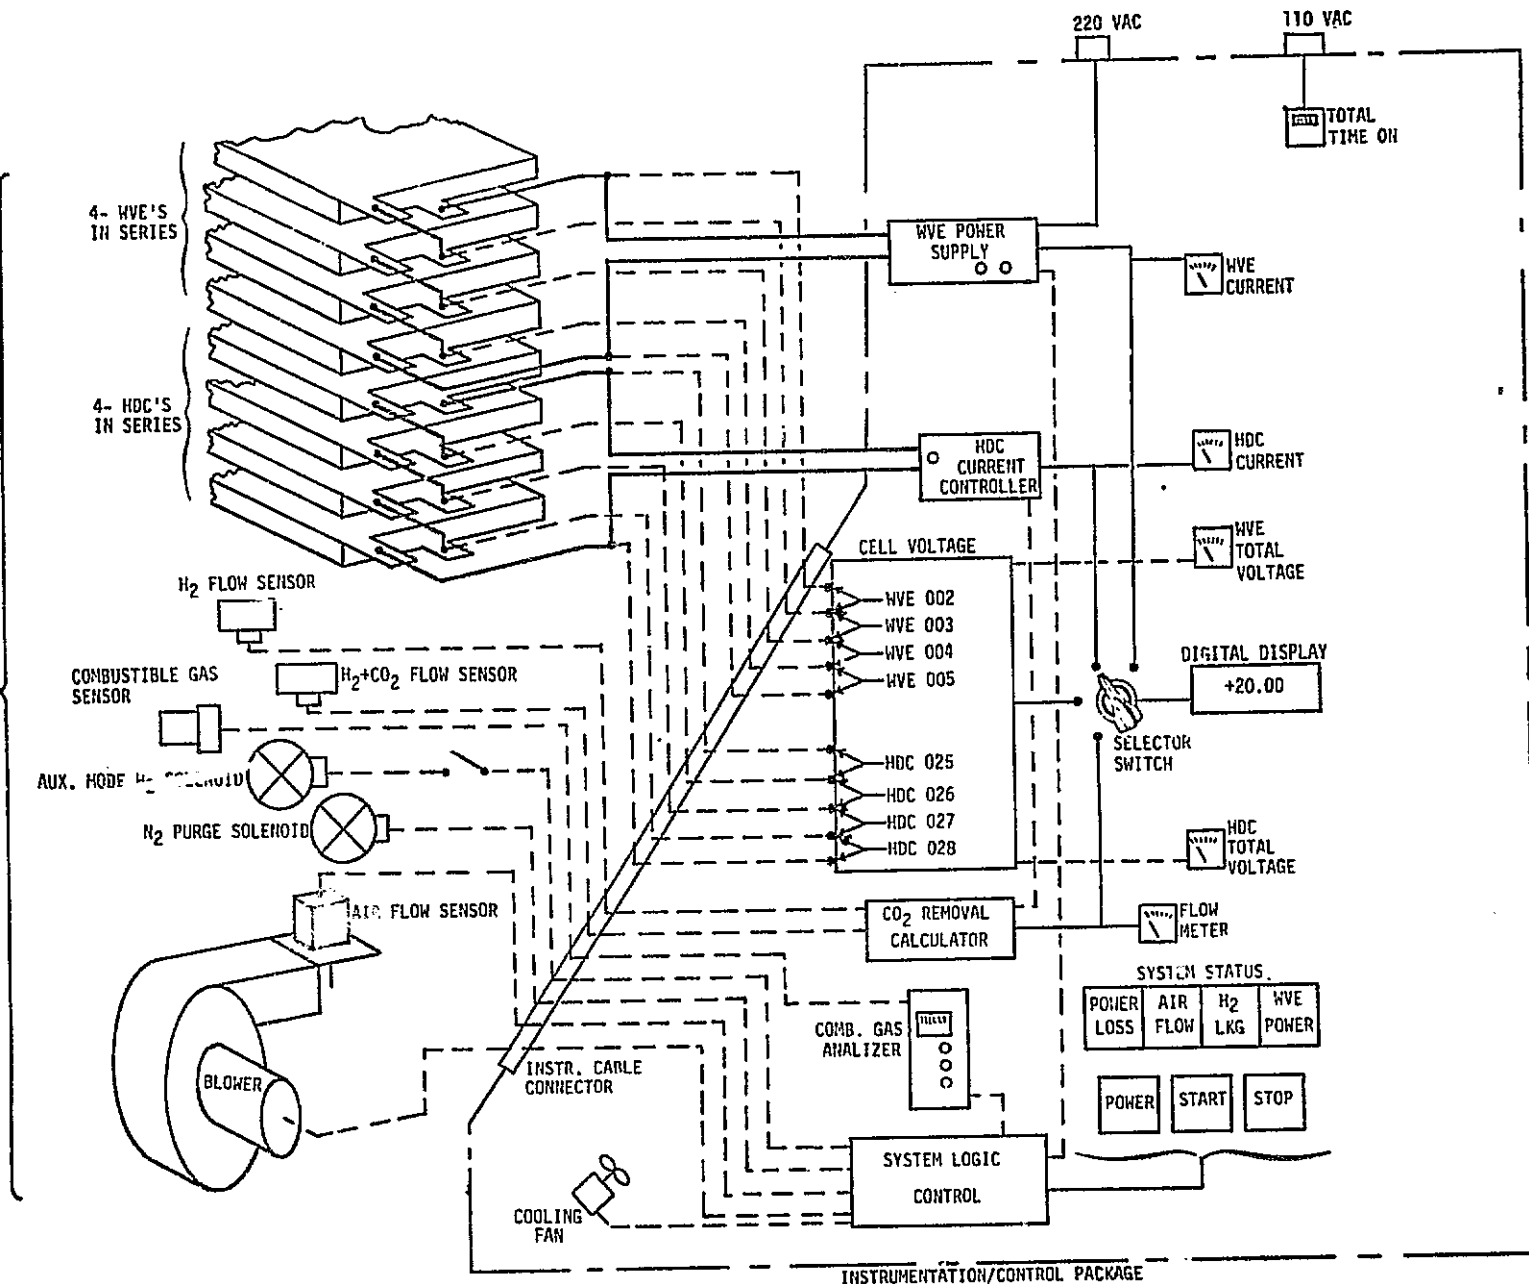 220 VAC
110 VAC
TOTAL
TIME ON
4- WVE'S
IN SERIES
WVE POWER
SUPPLY
WVE
CURRENT
4- HDC'S
IN SERIES
HDC
CURRENT
CONTROLLER
HDC
CURRENT
WVE
TOTAL
VOLTAGE
CELL VOLTAGE
WVE 002
WVE 003
WVE 004
WVE 005
HDC 025
HDC 026
HDC 027
HDC 028
H2 FLOW SENSOR
H2+CO2 FLOW SENSOR
COMBUSTIBLE GAS
SENSOR
AUX. MODE H2 SOLENOID
N2 PURGE SOLENOID
AIR FLOW SENSOR
BLOWER
DIGITAL DISPLAY
+20.00
SELECTOR
SWITCH
HDC
TOTAL
VOLTAGE
CO2 REMOVAL
CALCULATOR
FLOW
METER
SYSTEM STATUS
POWER
LOSS
AIR
FLOW
H2
LKG
WVE
POWER
COMB. GAS
ANALIZER
INSTR. CABLE
CONNECTOR
POWER
START
STOP
SYSTEM LOGIC
CONTROL
COOLING
FAN
INSTRUMENTATION/CONTROL PACKAGE